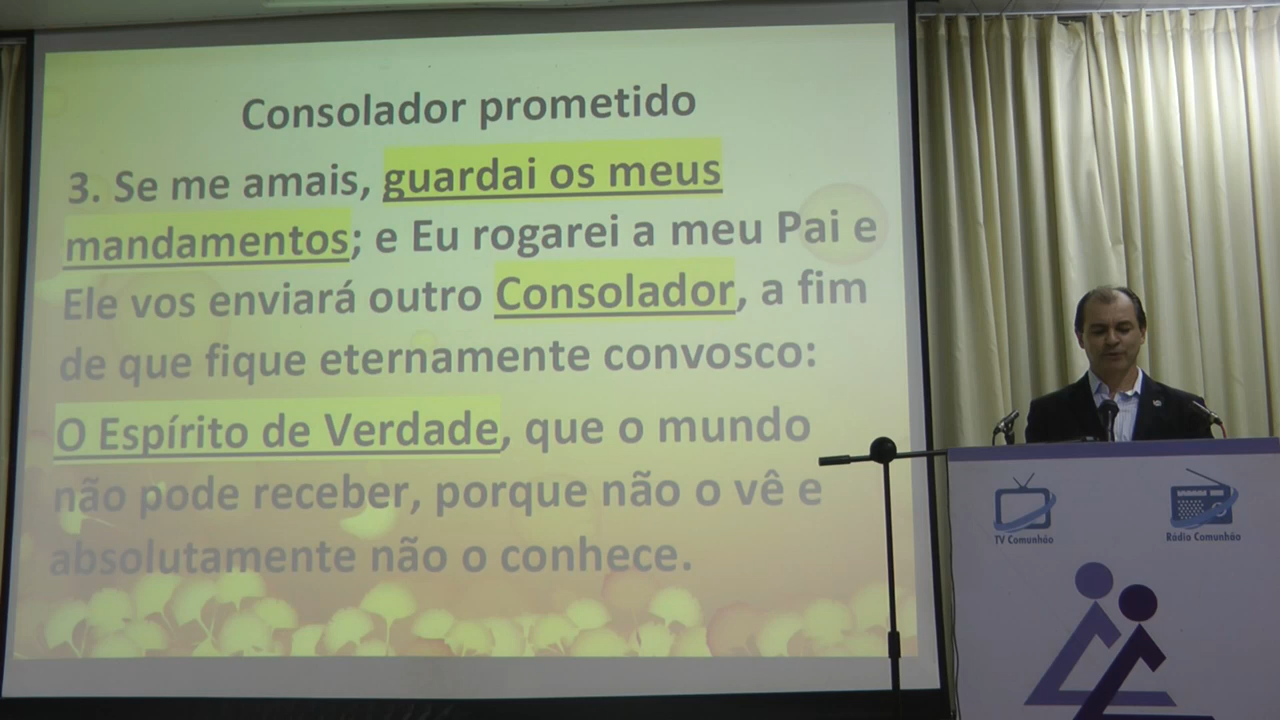 Consolador prometido
3. Se me amais, guardai os meus
mandamentos; e Eu rogarei a meu Pai e
Ele vos enviará outro Consolador, a fim
de que fique eternamente convosco:
O Espírito de Verdade, que o mundo
não pode receber, porque não o vê e
absolutamente não o conhece.
TV Comunhão
Rádio Comunhão